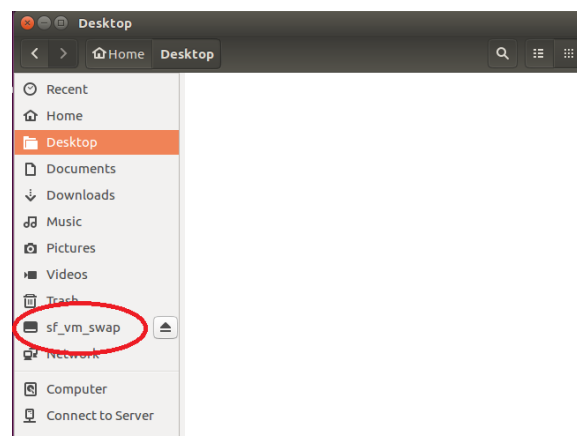 Desktop
Home Desktop
Recent
Home
Desktop
Documents
Downloads
Music
Pictures
Videos
Trash
sf_vm_swap
Network
Computer
Connect to Server